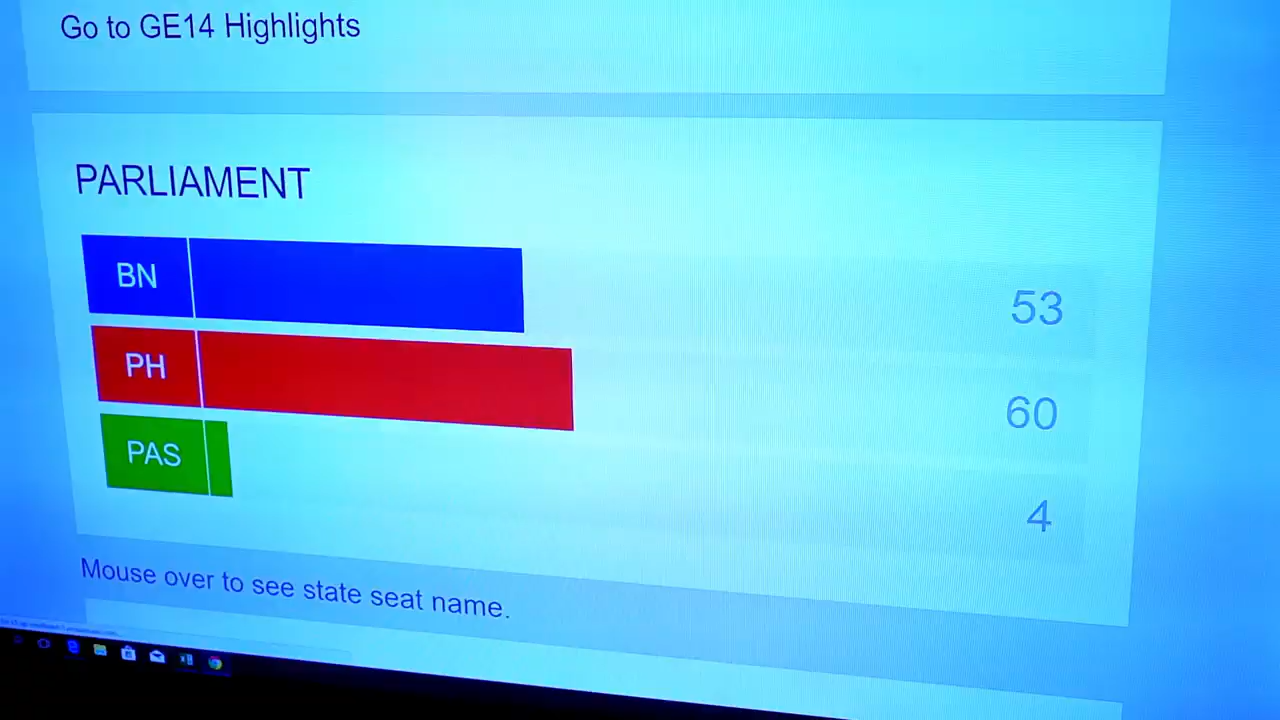 Go to GE14 Highlights
PARLIAMENT
BN 53
PH 60
PAS 4
Mouse over to see state seat name.